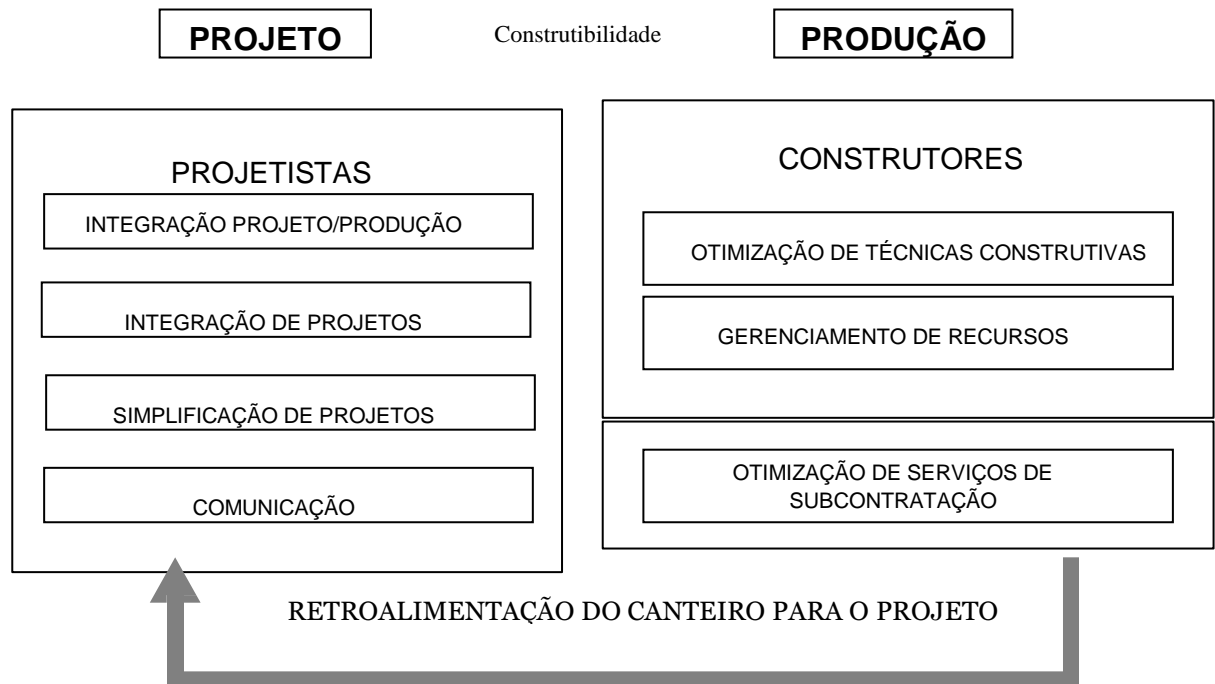 PROJETO
Construtibilidade
PRODUÇÃO
PROJETISTAS
INTEGRAÇÃO PROJETO/PRODUÇÃO
INTEGRAÇÃO DE PROJETOS
SIMPLIFICAÇÃO DE PROJETOS
COMUNICAÇÃO
CONSTRUTORES
OTIMIZAÇÃO DE TÉCNICAS CONSTRUTIVAS
GERENCIAMENTO DE RECURSOS
OTIMIZAÇÃO DE SERVIÇOS DE
SUBCONTRATAÇÃO
RETROALIMENTAÇÃO DO CANTEIRO PARA O PROJETO